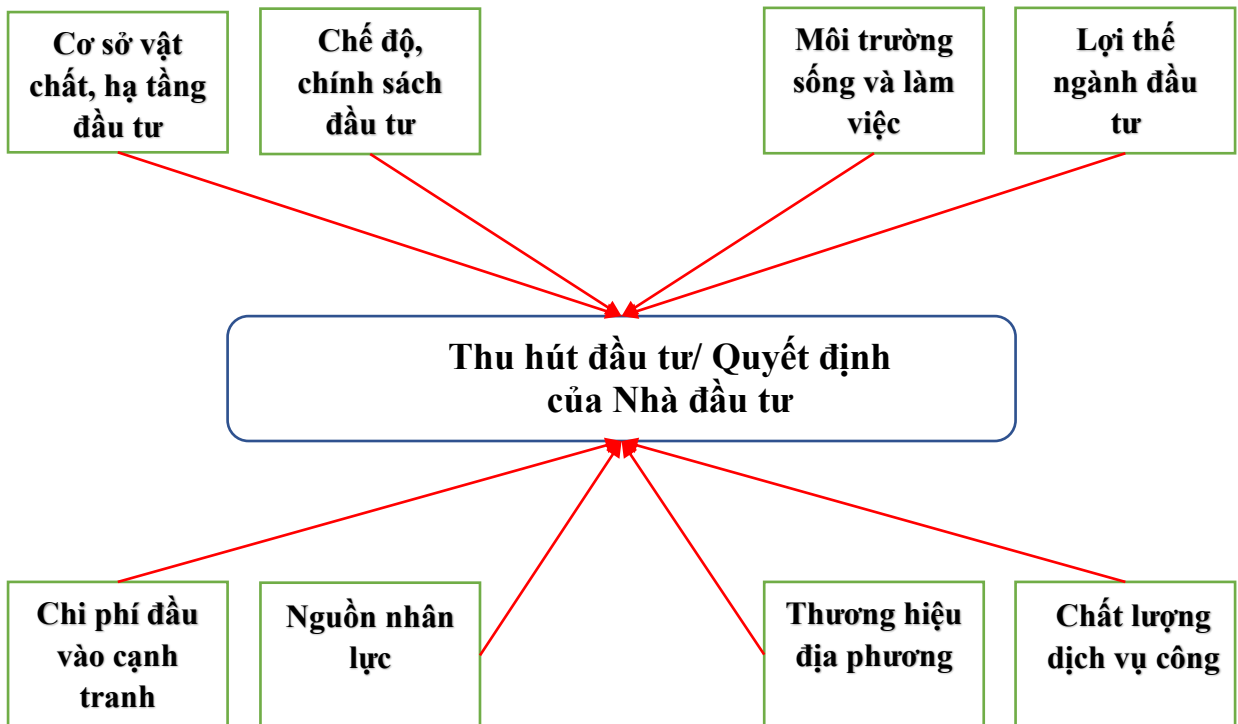 Cơ sở vật
chất, hạ tầng
đầu tư
Chế độ,
chính sách
đầu tư
Môi trường
sống và làm
việc
Lợi thế
ngành đầu
tư
Thu hút đầu tư/ Quyết định
của Nhà đầu tư
Chi phí đầu
vào cạnh
tranh
Nguồn nhân
lực
Thương hiệu
địa phương
Chất lượng
dịch vụ công